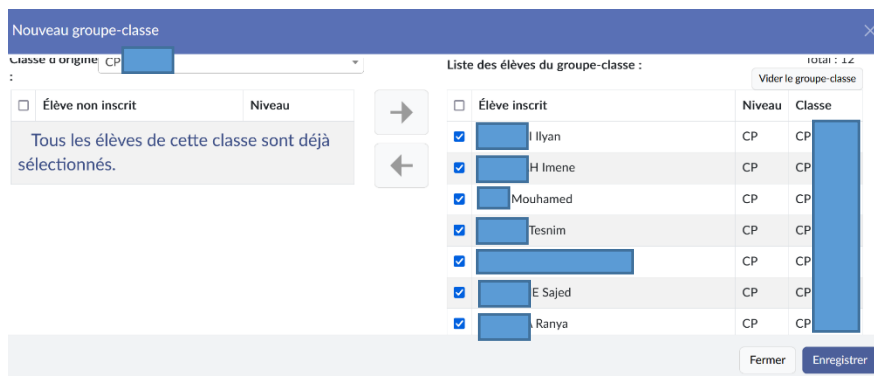 Nouveau groupe-classe
Classe d'origine CP
:
Liste des élèves du groupe-classe :
Total : 12
Vider le groupe-classe
Élève non inscrit Niveau
Tous les élèves de cette classe sont déjà
sélectionnés.
Élève inscrit Niveau Classe
Ilyan CP CP
H Imene CP CP
Mouhamed CP CP
Tesnim CP CP
CP CP
E Sajed CP CP
Ranya CP CP
Fermer Enregistrer